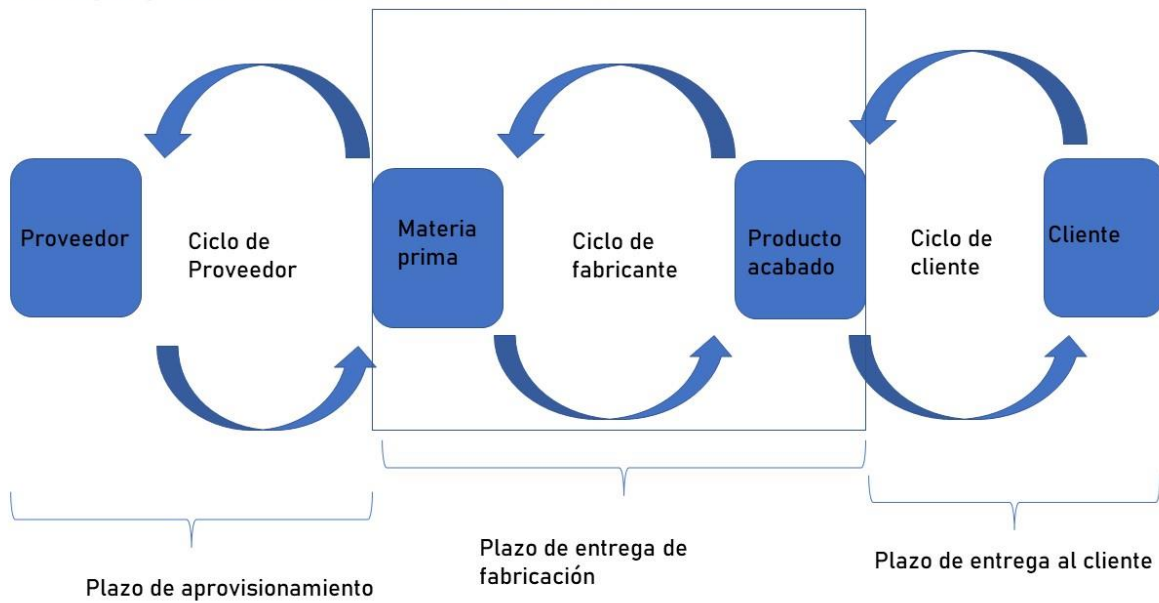 Proveedor
Ciclo de
Proveedor
Materia
prima
Ciclo de
fabricante
Producto
acabado
Ciclo de
cliente
Cliente
Plazo de aprovisionamiento
Plazo de entrega de
fabricación
Plazo de entrega al cliente